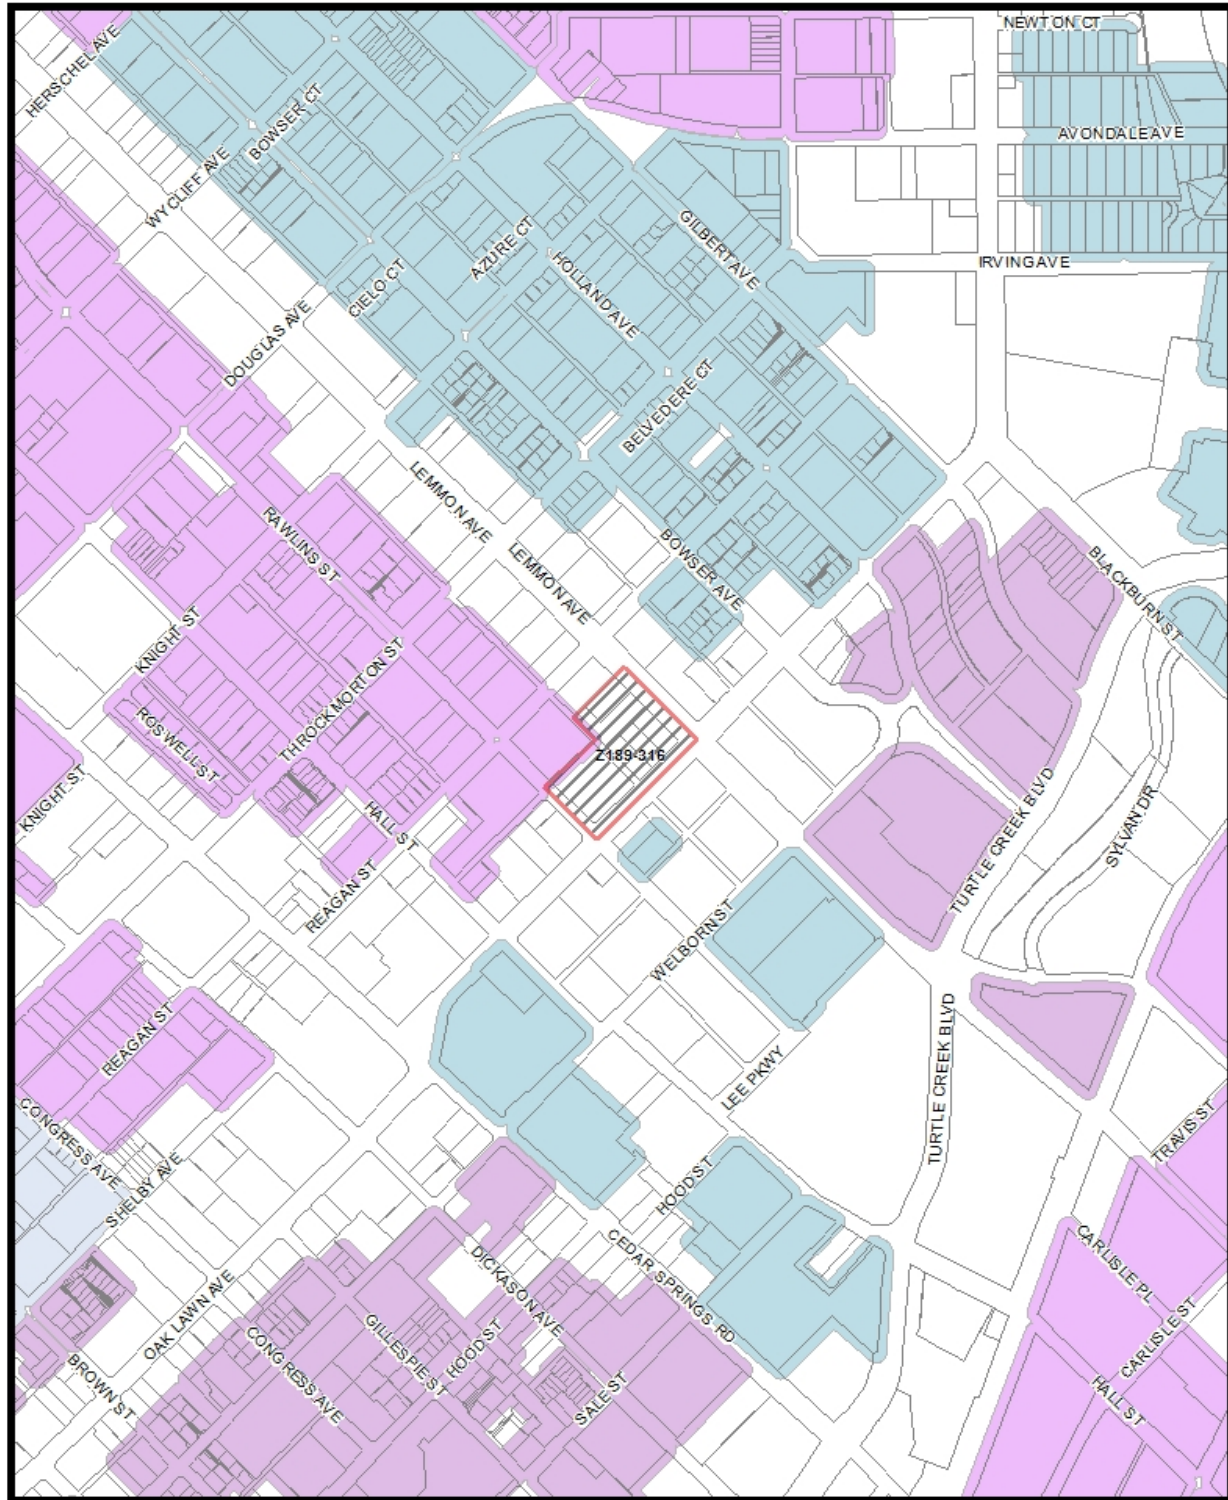 NEWTON CT
HERSCHEL AVE
BOWSER CT
AVONDALE AVE
WYCLIFF AVE
AZURE CT
GILBERT AVE
IRVING AVE
CIELO CT
HOLLAND AVE
DOUGLAS AVE
BELVEDERE CT
LEMMON AVE
RAWLINS ST
LEMMON AVE
BOWSER AVE
BLACKBURN ST
KNIGHT ST
THROCKMORTON ST
ROSWELL ST
Z189-316
KNIGHT ST
HALL ST
TURTLE CREEK BLVD
SYLVAN DR
REAGAN ST
WELBORN ST
REAGAN ST
TURTLE CREEK BLVD
LEE PKWY
CONGRESS AVE
SHELBY AVE
TRAVIS ST
HOOD ST
CEDAR SPRINGS RD
DICKASON AVE
CARLISLE PL
OAK LAWN AVE
GILLESPIE ST
HOOD ST
CARLISLE ST
CONGRESS AVE
BROWN ST
SALE ST
HALL ST